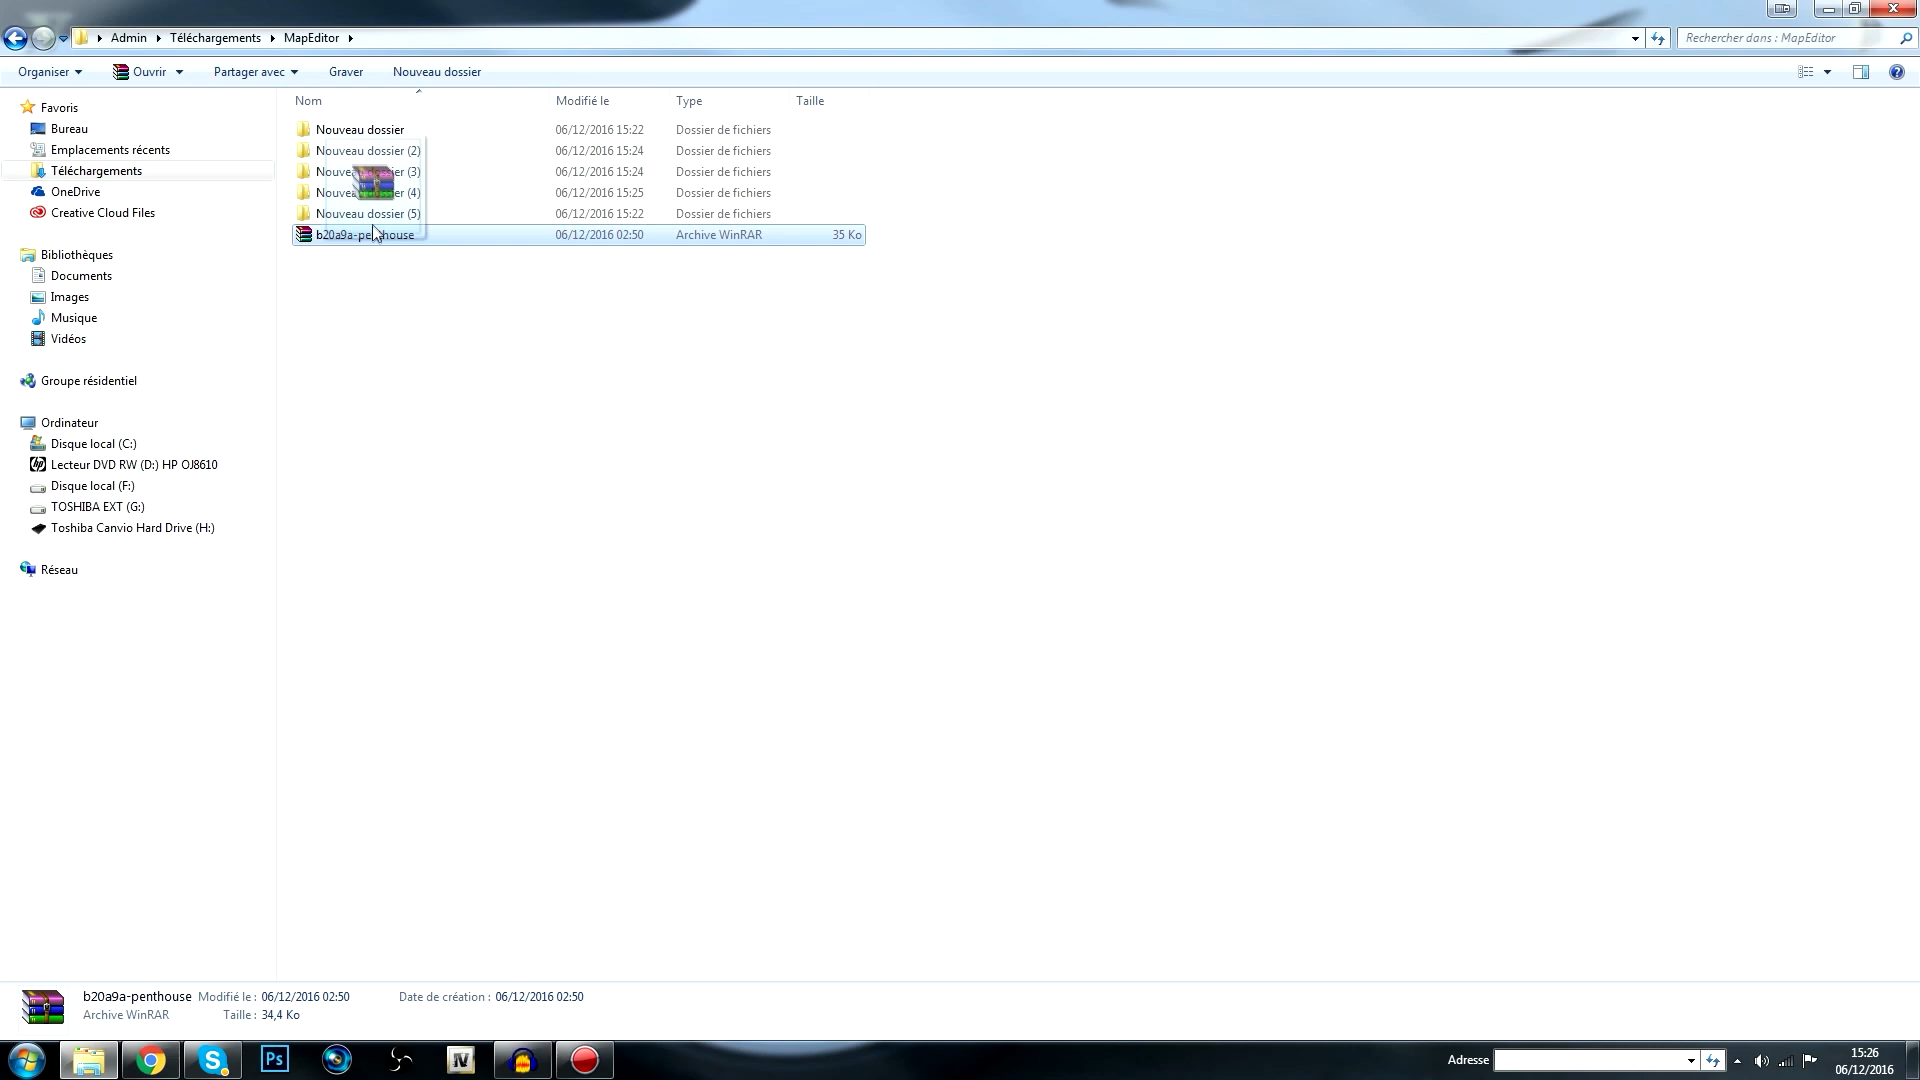 Admin Téléchargements MapEditor
Rechercher dans : MapEditor
Organiser Ouvrir Partager avec Graver Nouveau dossier
Nom Modifié le Type Taille
Favoris
Bureau
Emplacements récents
Téléchargements
OneDrive
Creative Cloud Files
Bibliothèques
Documents
Images
Musique
Vidéos
Groupe résidentiel
Ordinateur
Disque local (C:)
Lecteur DVD RW (D:) HP OJ8610
Disque local (F:)
TOSHIBA EXT (G:)
Toshiba Canvio Hard Drive (H:)
Réseau
Nouveau dossier 06/12/2016 15:22 Dossier de fichiers
Nouveau dossier (2) 06/12/2016 15:24 Dossier de fichiers
Nouveau dossier (3) 06/12/2016 15:24 Dossier de fichiers
Nouveau dossier (4) 06/12/2016 15:25 Dossier de fichiers
Nouveau dossier (5) 06/12/2016 15:22 Dossier de fichiers
b20a9a-penthouse 06/12/2016 02:50 Archive WinRAR 35 Ko
b20a9a-penthouse Modifié le : 06/12/2016 02:50 Date de création : 06/12/2016 02:50
Archive WinRAR Taille : 34,4 Ko
Ps
IV
Adresse
15:26
06/12/2016